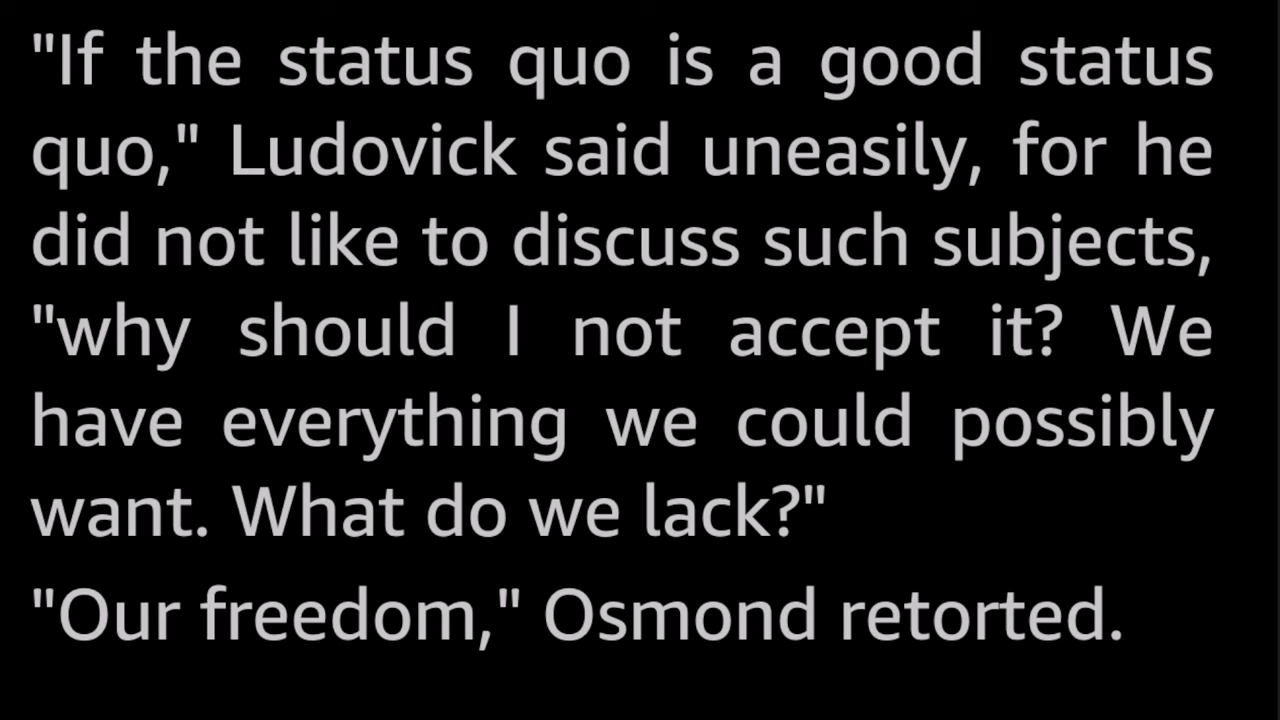 "If the status quo is a good status
quo," Ludovick said uneasily, for he
did not like to discuss such subjects,
"why should I not accept it? We
have everything we could possibly
want. What do we lack?"
"Our freedom," Osmond retorted.